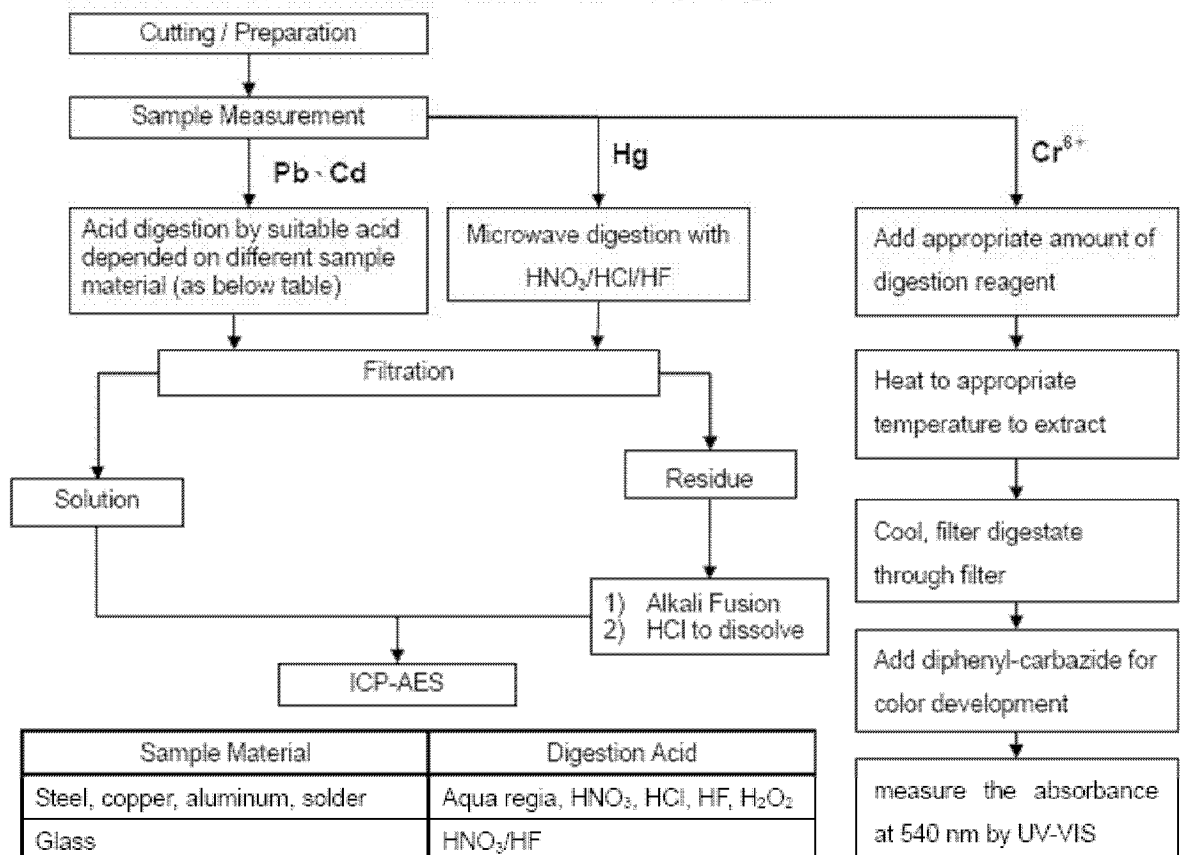 Cutting / Preparation
Sample Measurement
Pb、Cd
Hg
Cr⁶⁺
Acid digestion by suitable acid
depended on different sample
material (as below table)
Microwave digestion with
HNO₃/HCl/HF
Add appropriate amount of
digestion reagent
Filtration
Heat to appropriate
temperature to extract
Solution
Residue
Cool, filter digestate
through filter
1) Alkali Fusion
2) HCl to dissolve
ICP-AES
Add diphenyl-carbazide for
color development
Sample Material Digestion Acid
Steel, copper, aluminum, solder Aqua regia, HNO₃, HCl, HF, H₂O₂
Glass HNO₃/HF
measure the absorbance
at 540 nm by UV-VIS